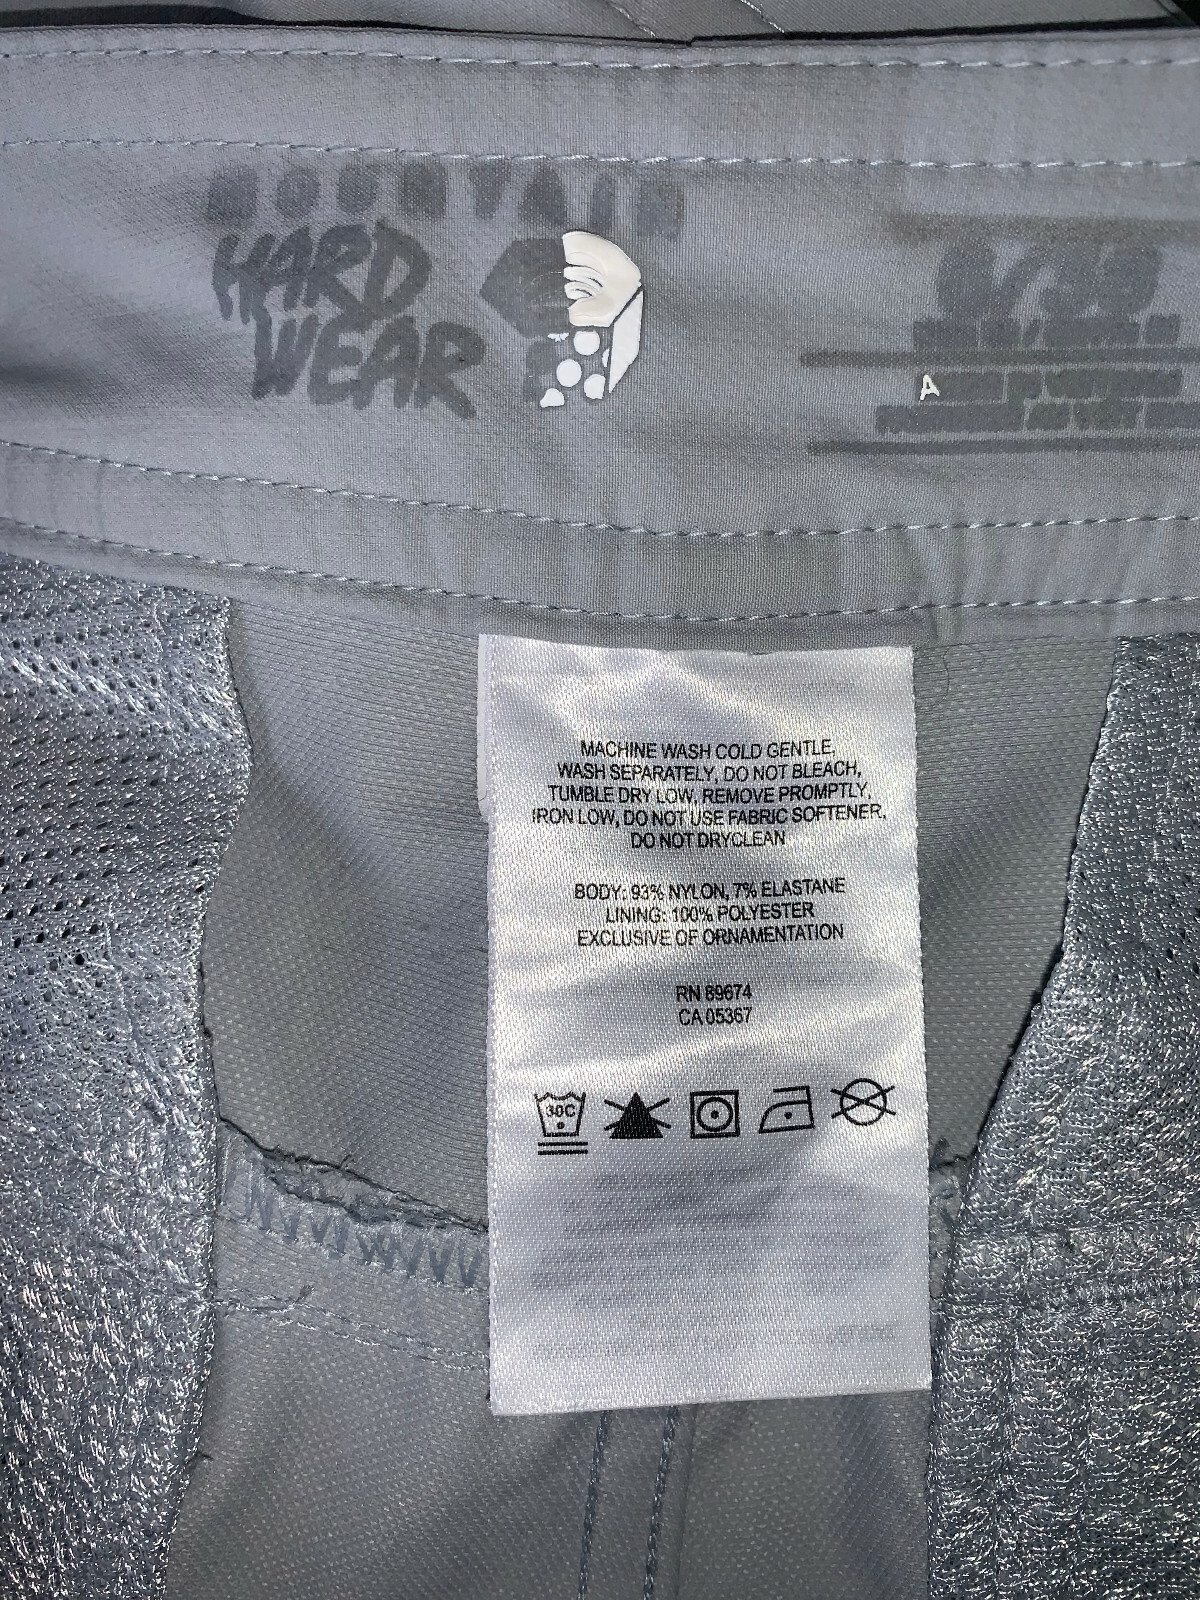 MOUNTAIN
HARD
WEAR
A
MACHINE WASH COLD GENTLE,
WASH SEPARATELY, DO NOT BLEACH,
TUMBLE DRY LOW, REMOVE PROMPTLY,
IRON LOW, DO NOT USE FABRIC SOFTENER,
DO NOT DRYCLEAN
BODY: 93% NYLON, 7% ELASTANE
LINING: 100% POLYESTER
EXCLUSIVE OF ORNAMENTATION
RN 89674
CA 05367
30C